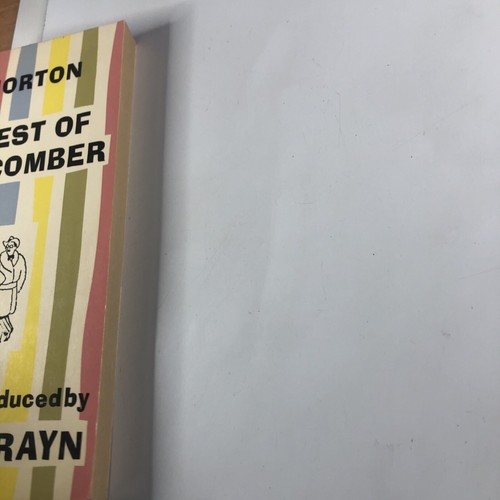 ORTON
EST OF
COMBER
duced by
RAYN